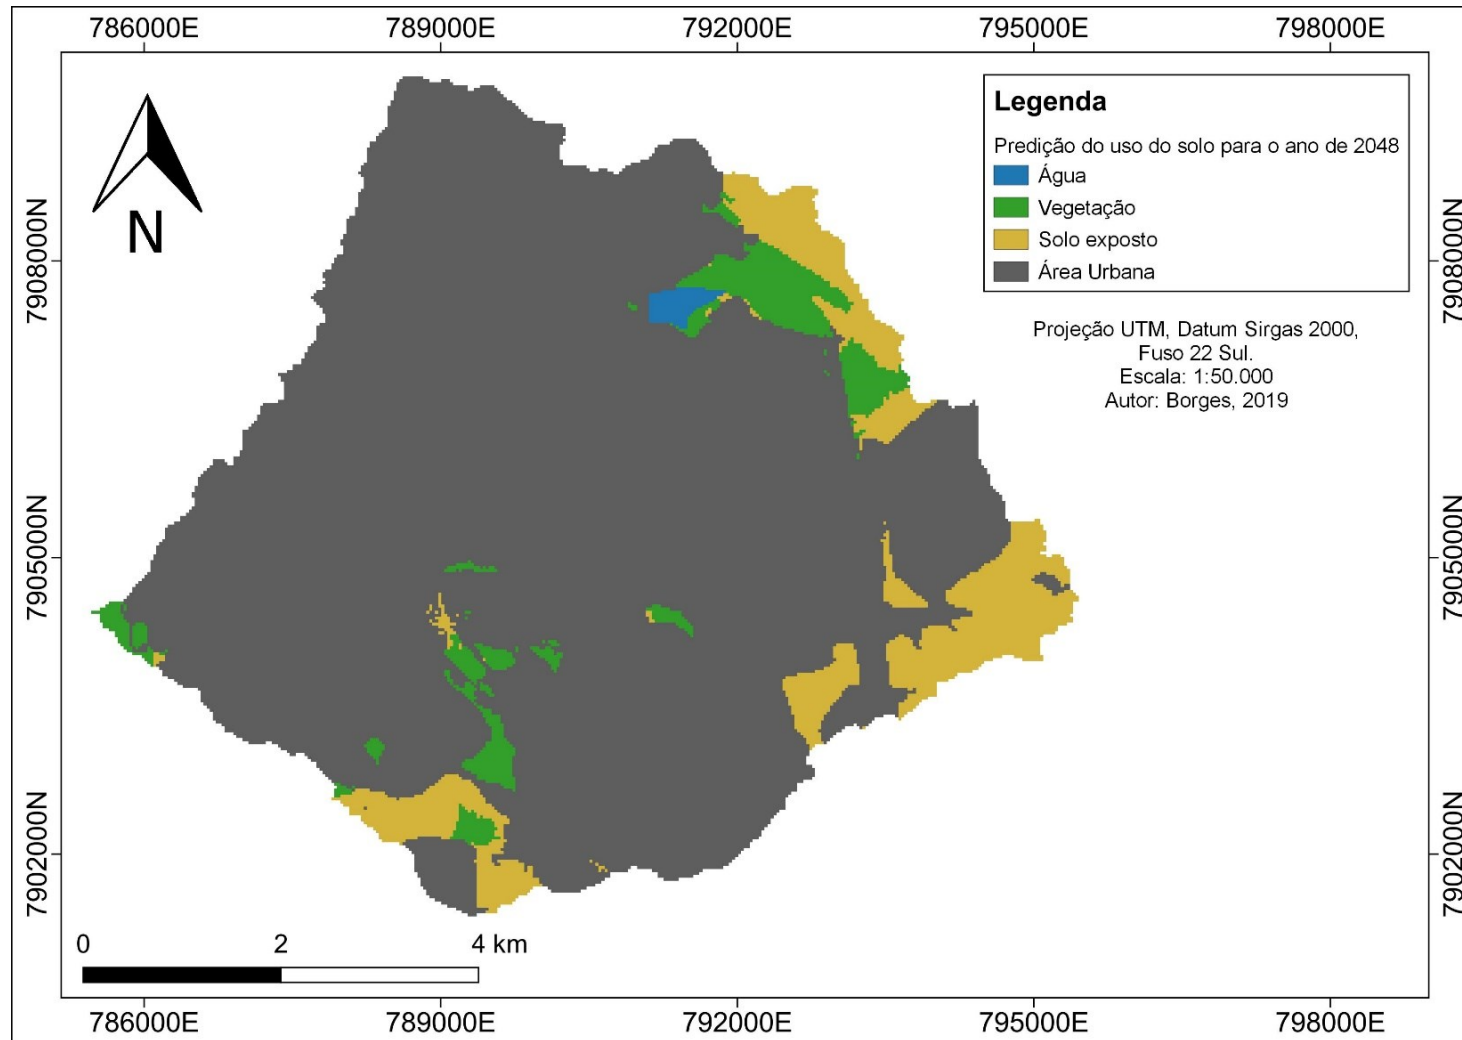 786000E 789000E 792000E 795000E 798000E
Legenda
Predição do uso do solo para o ano de 2048
Água
Vegetação
Solo exposto
Área Urbana
N
7908000N
7908000N
Projeção UTM, Datum Sirgas 2000,
Fuso 22 Sul.
Escala: 1:50.000
Autor: Borges, 2019
7905000N
7905000N
7902000N
7902000N
0 2 4 km
786000E 789000E 792000E 795000E 798000E